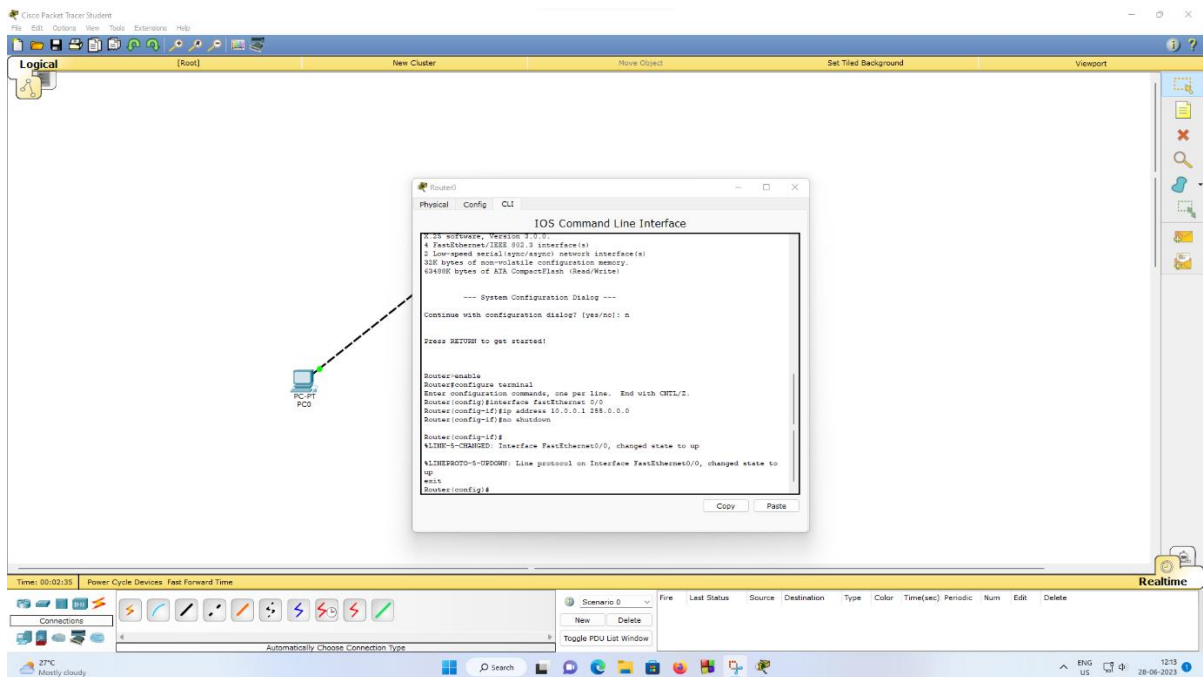 Cisco Packet Tracer Student
File Edit Options View Tools Extensions Help
Logical [Root] New Cluster Move Object Set Tiled Background Viewport
Router0
Physical Config CLI
IOS Command Line Interface
X.25 software, Version 3.0.0.
4 FastEthernet/IEEE 802.3 interface(s)
2 Low-speed serial(sync/async) network interface(s)
32K bytes of non-volatile configuration memory.
63488K bytes of ATA CompactFlash (Read/Write)
--- System Configuration Dialog ---
Continue with configuration dialog? [yes/no]: n
Press RETURN to get started!
Router>enable
Router#configure terminal
Enter configuration commands, one per line. End with CNTL/Z.
Router(config)#interface fastEthernet 0/0
Router(config-if)#ip address 10.0.0.1 255.0.0.0
Router(config-if)#no shutdown
Router(config-if)#
%LINK-5-CHANGED: Interface FastEthernet0/0, changed state to up
%LINEPROTO-5-UPDOWN: Line protocol on Interface FastEthernet0/0, changed state to
up
exit
Router(config)#
Copy Paste
PC-PT
PC0
Time: 00:02:35 Power Cycle Devices Fast Forward Time Realtime
Connections
Automatically Choose Connection Type
Scenario 0
New Delete
Toggle PDU List Window
Fire Last Status Source Destination Type Color Time(sec) Periodic Num Edit Delete
27°C
Mostly cloudy
Search
ENG
US
12:13
28-06-2023